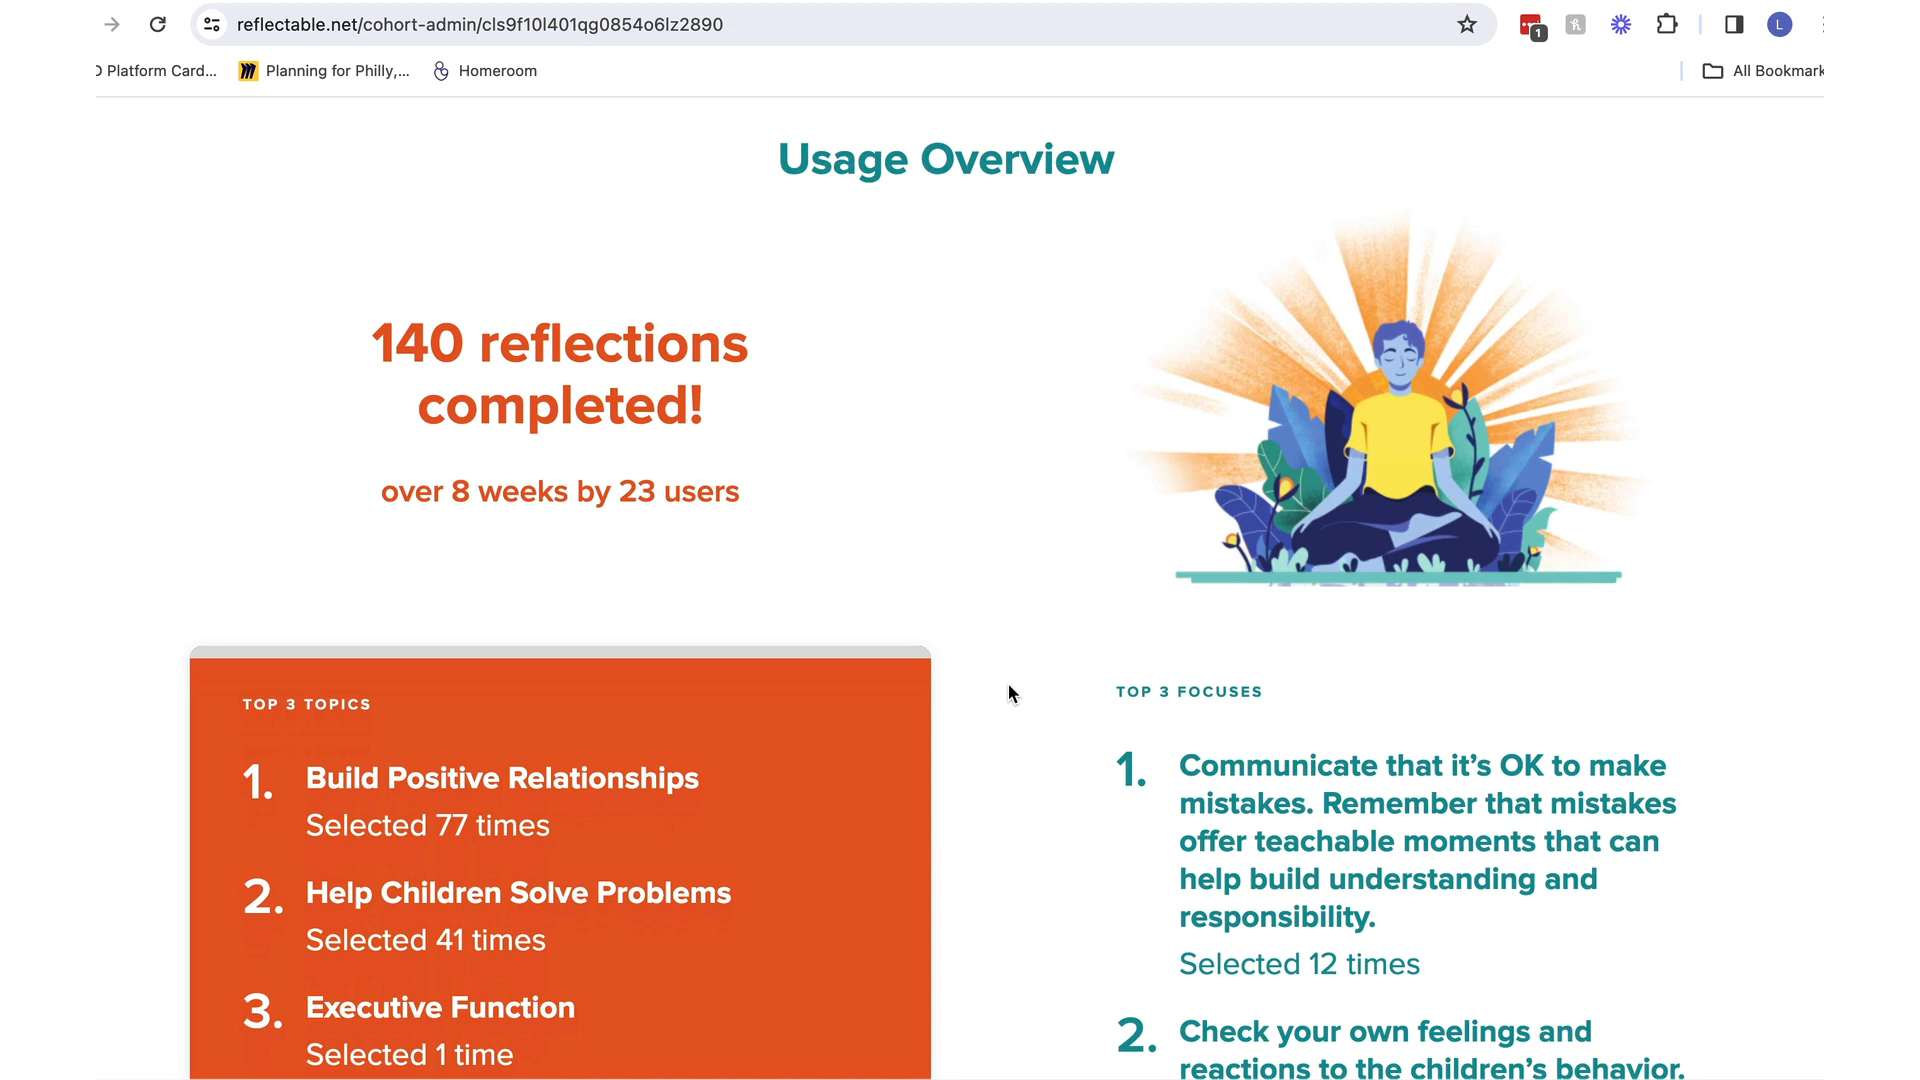 reflectable.net/cohort-admin/cls9f10l401qg0854o6lz2890
1
L
Platform Card...
Planning for Philly,...
Homeroom
All Bookmark
Usage Overview
140 reflections
completed!
over 8 weeks by 23 users
TOP 3 TOPICS
1. Build Positive Relationships
Selected 77 times
2. Help Children Solve Problems
Selected 41 times
3. Executive Function
Selected 1 time
TOP 3 FOCUSES
1. Communicate that it’s OK to make
mistakes. Remember that mistakes
offer teachable moments that can
help build understanding and
responsibility.
Selected 12 times
2. Check your own feelings and
reactions to the children’s behavior.